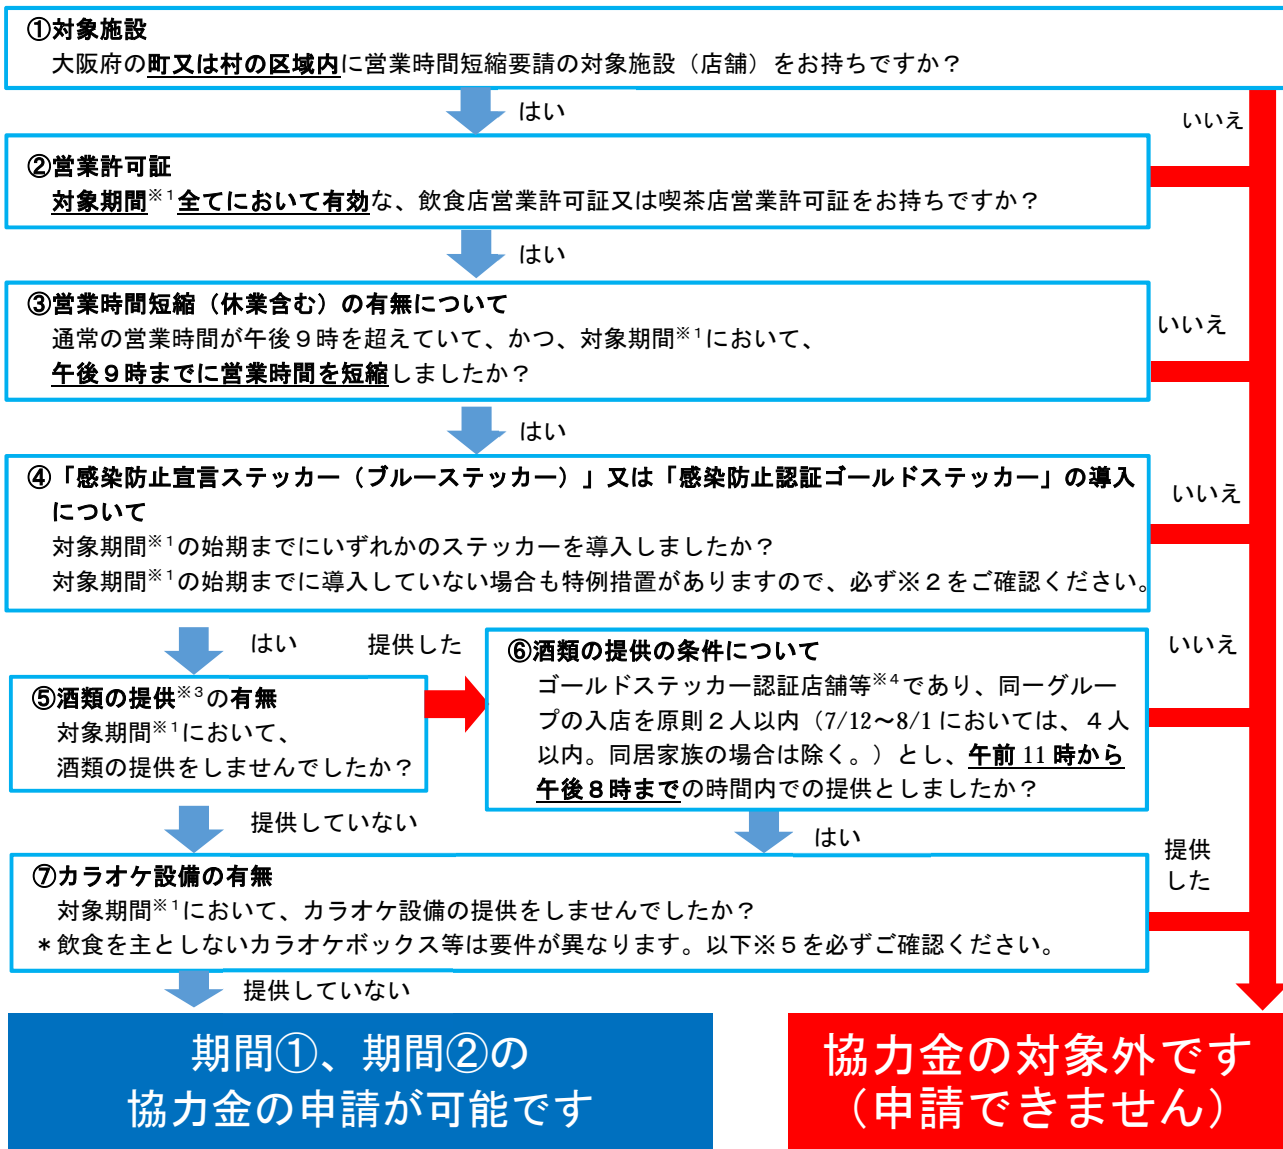 ①対象施設
大阪府の町又は村の区域内に営業時間短縮要請の対象施設（店舗）をお持ちですか？
はい
いいえ
②営業許可証
対象期間※１全てにおいて有効な、飲食店営業許可証又は喫茶店営業許可証をお持ちですか？
はい
③営業時間短縮（休業含む）の有無について
通常の営業時間が午後９時を超えていて、かつ、対象期間※１において、
午後９時までに営業時間を短縮しましたか？
いいえ
はい
④「感染防止宣言ステッカー（ブルーステッカー）」又は「感染防止認証ゴールドステッカー」の導入
について
対象期間※１の始期までにいずれかのステッカーを導入しましたか？
対象期間※１の始期までに導入していない場合も特例措置がありますので、必ず※２をご確認ください。
いいえ
はい
提供した
⑤酒類の提供※３の有無
対象期間※１において、
酒類の提供をしませんでしたか？
⑥酒類の提供の条件について
ゴールドステッカー認証店舗等※４であり、同一グルー
プの入店を原則２人以内（7/12～8/1 においては、４人
以内。同居家族の場合は除く。）とし、午前 11 時から
午後８時までの時間内での提供としましたか？
いいえ
提供していない
はい
⑦カラオケ設備の有無
対象期間※１において、カラオケ設備の提供をしませんでしたか？
＊飲食を主としないカラオケボックス等は要件が異なります。以下※５を必ずご確認ください。
提供
した
提供していない
期間①、期間②の
協力金の申請が可能です
協力金の対象外です
（申請できません）